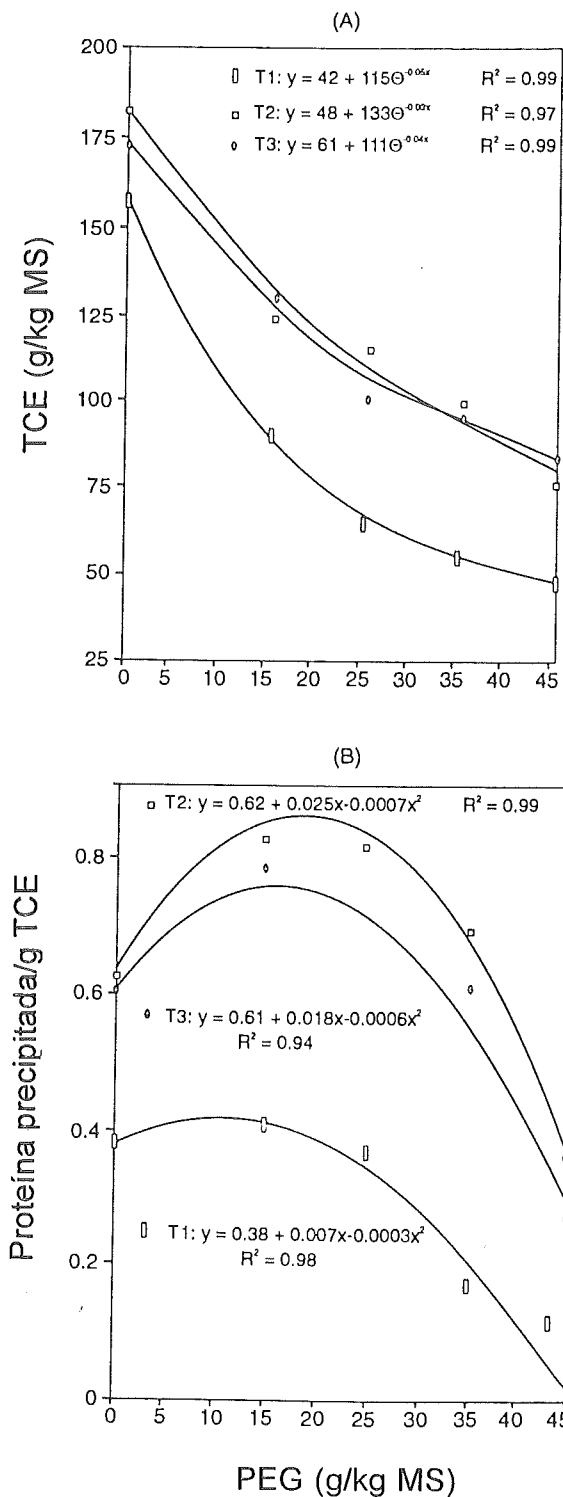 (A)
200
175
150
125
100
75
50
25
TCE (g/kg MS)
T1: y = 42 + 115Θ^-0.05x R² = 0.99
T2: y = 48 + 133Θ^-0.03x R² = 0.97
T3: y = 61 + 111Θ^-0.04x R² = 0.99
0 5 10 15 20 25 30 35 40 45
(B)
T2: y = 0.62 + 0.025x-0.0007x² R² = 0.99
0.8
0.6
0.4
0.2
0
Proteína precipitada/g TCE
T3: y = 0.61 + 0.018x-0.0006x²
R² = 0.94
T1: y = 0.38 + 0.007x-0.0003x²
R² = 0.98
0 5 10 15 20 25 30 35 40 45
PEG (g/kg MS)